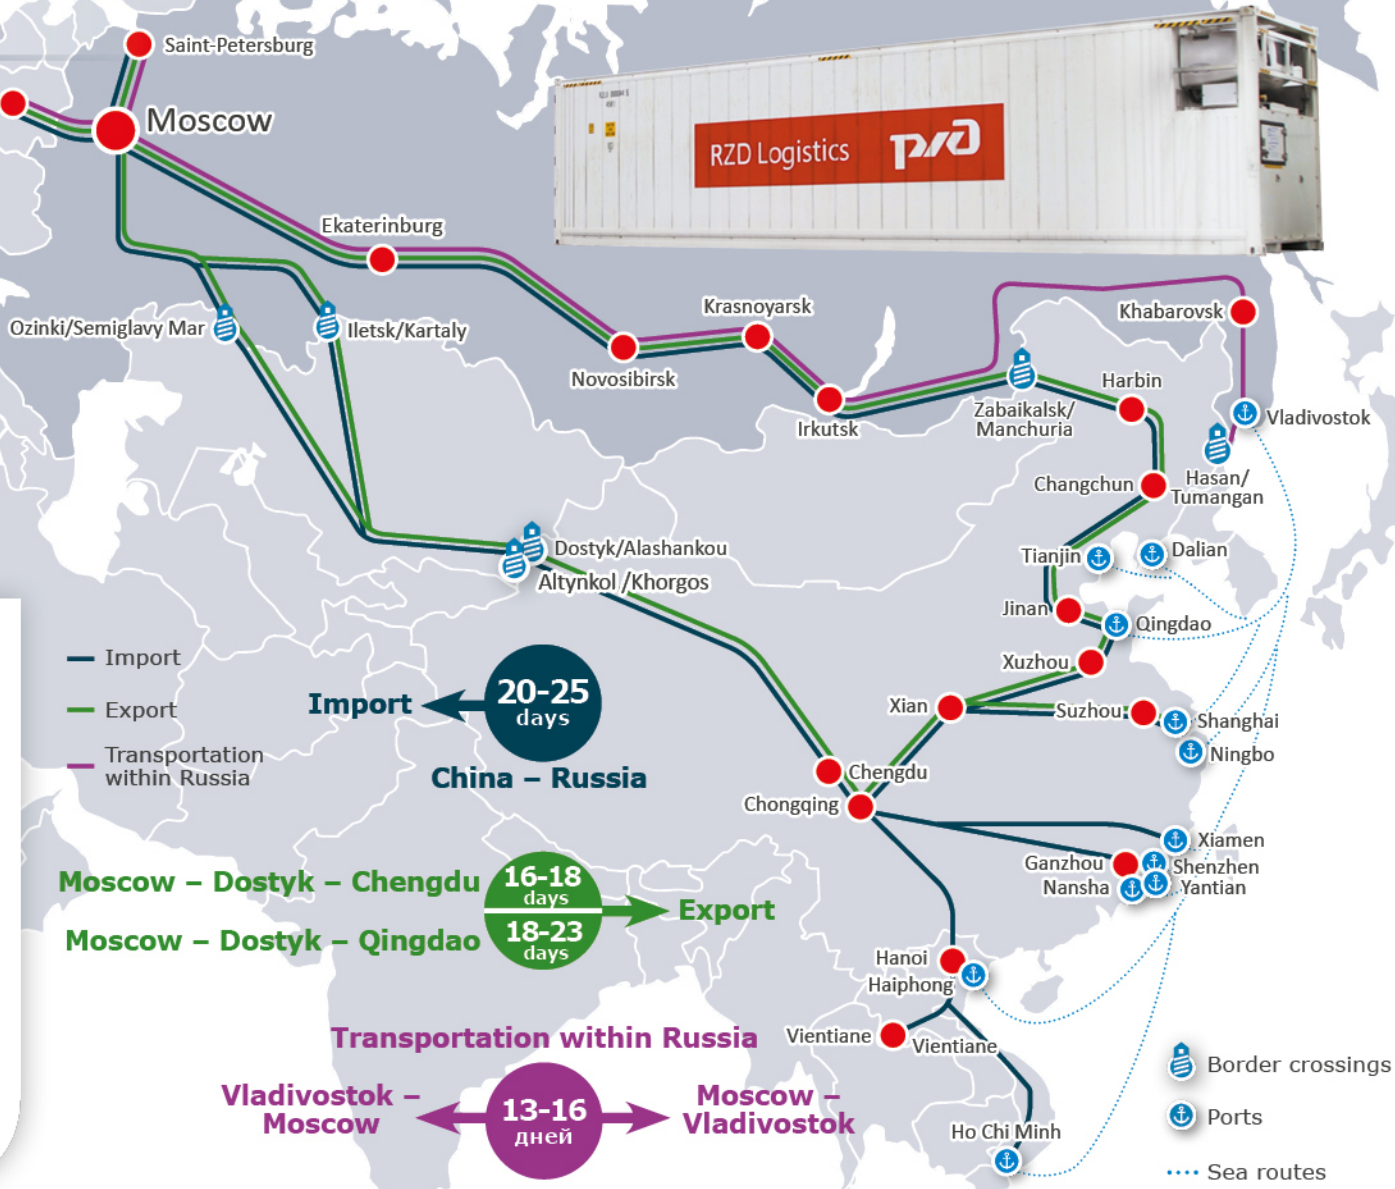 Saint-Petersburg
Moscow
RZD Logistics
Ekaterinburg
Krasnoyarsk
Khabarovsk
Ozinki/Semiglavy Mar
Iletsk/Kartaly
Novosibirsk
Irkutsk
Zabaikalsk/
Manchuria
Harbin
Vladivostok
Hasan/
Tumangan
Changchun
Dostyk/Alashankou
Altynkol /Khorgos
Tianjin
Dalian
Jinan
Qingdao
Xuzhou
Xian
Suzhou
Shanghai
Ningbo
Chengdu
Chongqing
Xiamen
Ganzhou
Shenzhen
Nansha
Yantian
Hanoi
Haiphong
Vientiane
Vientiane
Ho Chi Minh
Import
Export
Transportation
within Russia
Import
20-25
days
China – Russia
Moscow – Dostyk – Chengdu
16-18
days
Moscow – Dostyk – Qingdao
18-23
days
Export
Transportation within Russia
Vladivostok –
Moscow
13-16
дней
Moscow –
Vladivostok
Border crossings
Ports
Sea routes